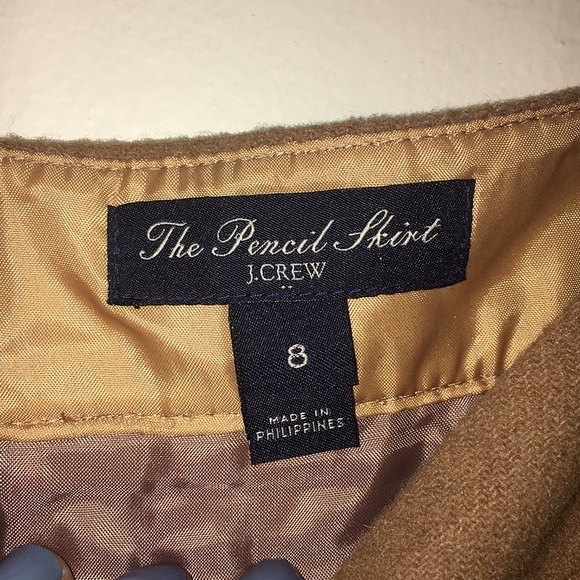 The Pencil Skirt
J.CREW
8
MADE IN
PHILIPPINES